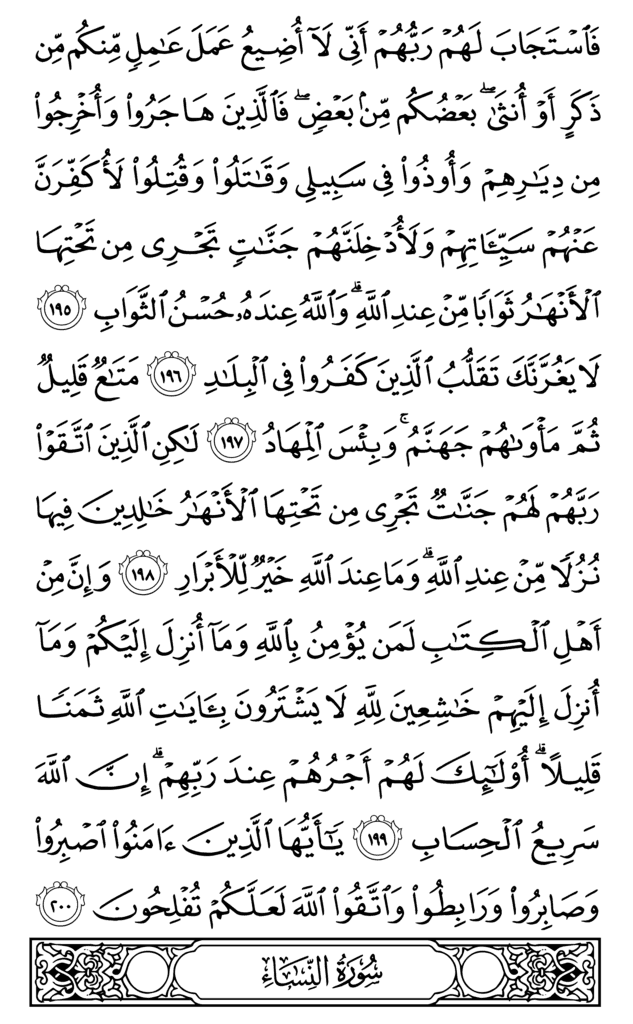 فَٱسْتَجَابَ لَهُمْ رَبُّهُمْ أَنِّي لَآ أُضِيعُ عَمَلَ عَٰمِلٍ مِّنكُم مِّن
ذَكَرٍ أَوْ أُنثَىٰۖ بَعْضُكُم مِّنۢ بَعْضٍۖ فَٱلَّذِينَ هَاجَرُوا۟ وَأُخْرِجُوا۟
مِن دِيَٰرِهِمْ وَأُوذُوا۟ فِى سَبِيلِى وَقَٰتَلُوا۟ وَقُتِلُوا۟ لَأُكَفِّرَنَّ
عَنْهُمْ سَيِّـَٔاتِهِمْ وَلَأُدْخِلَنَّهُمْ جَنَّٰتٍ تَجْرِى مِن تَحْتِهَا
ٱلْأَنْهَٰرُ ثَوَابًا مِّنْ عِندِ ٱللَّهِۗ وَٱللَّهُ عِندَهُۥ حُسْنُ ٱلثَّوَابِ ١٩٥
لَا يَغُرَّنَّكَ تَقَلُّبُ ٱلَّذِينَ كَفَرُوا۟ فِى ٱلْبِلَٰدِ ١٩٦ مَتَٰعٌ قَلِيلٌ
ثُمَّ مَأْوَىٰهُمْ جَهَنَّمُۚ وَبِئْسَ ٱلْمِهَادُ ١٩٧ لَٰكِنِ ٱلَّذِينَ ٱتَّقَوْا۟
رَبَّهُمْ لَهُمْ جَنَّٰتٌ تَجْرِى مِن تَحْتِهَا ٱلْأَنْهَٰرُ خَٰلِدِينَ فِيهَا
نُزُلًا مِّنْ عِندِ ٱللَّهِۗ وَمَا عِندَ ٱللَّهِ خَيْرٌ لِّلْأَبْرَارِ ١٩٨ وَإِنَّ مِنْ
أَهْلِ ٱلْكِتَٰبِ لَمَن يُؤْمِنُ بِٱللَّهِ وَمَآ أُنزِلَ إِلَيْكُمْ وَمَآ
أُنزِلَ إِلَيْهِمْ خَٰشِعِينَ لِلَّهِ لَا يَشْتَرُونَ بِـَٔايَٰتِ ٱللَّهِ ثَمَنًا
قَلِيلًاۗ أُو۟لَٰٓئِكَ لَهُمْ أَجْرُهُمْ عِندَ رَبِّهِمْۗ إِنَّ ٱللَّهَ
سَرِيعُ ٱلْحِسَابِ ١٩٩ يَٰٓأَيُّهَا ٱلَّذِينَ ءَامَنُوا۟ ٱصْبِرُوا۟
وَصَابِرُوا۟ وَرَابِطُوا۟ وَٱتَّقُوا۟ ٱللَّهَ لَعَلَّكُمْ تُفْلِحُونَ ٢٠٠
سُورَةُ النِّسَاءِ